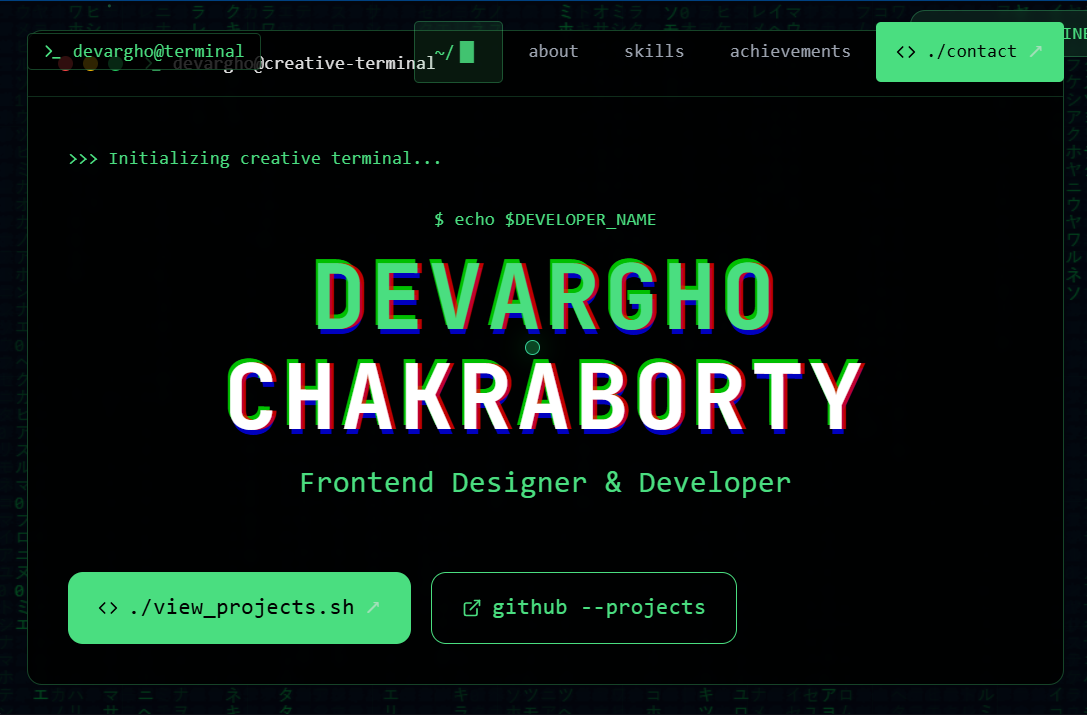 >_ devargho@terminal
~/
about
skills
achievements
<> ./contact ↗
>_ devargho@creative-terminal
>>> Initializing creative terminal...
$ echo $DEVELOPER_NAME
DEVARGHO
CHAKRABORTY
Frontend Designer & Developer
<> ./view_projects.sh ↗
github --projects